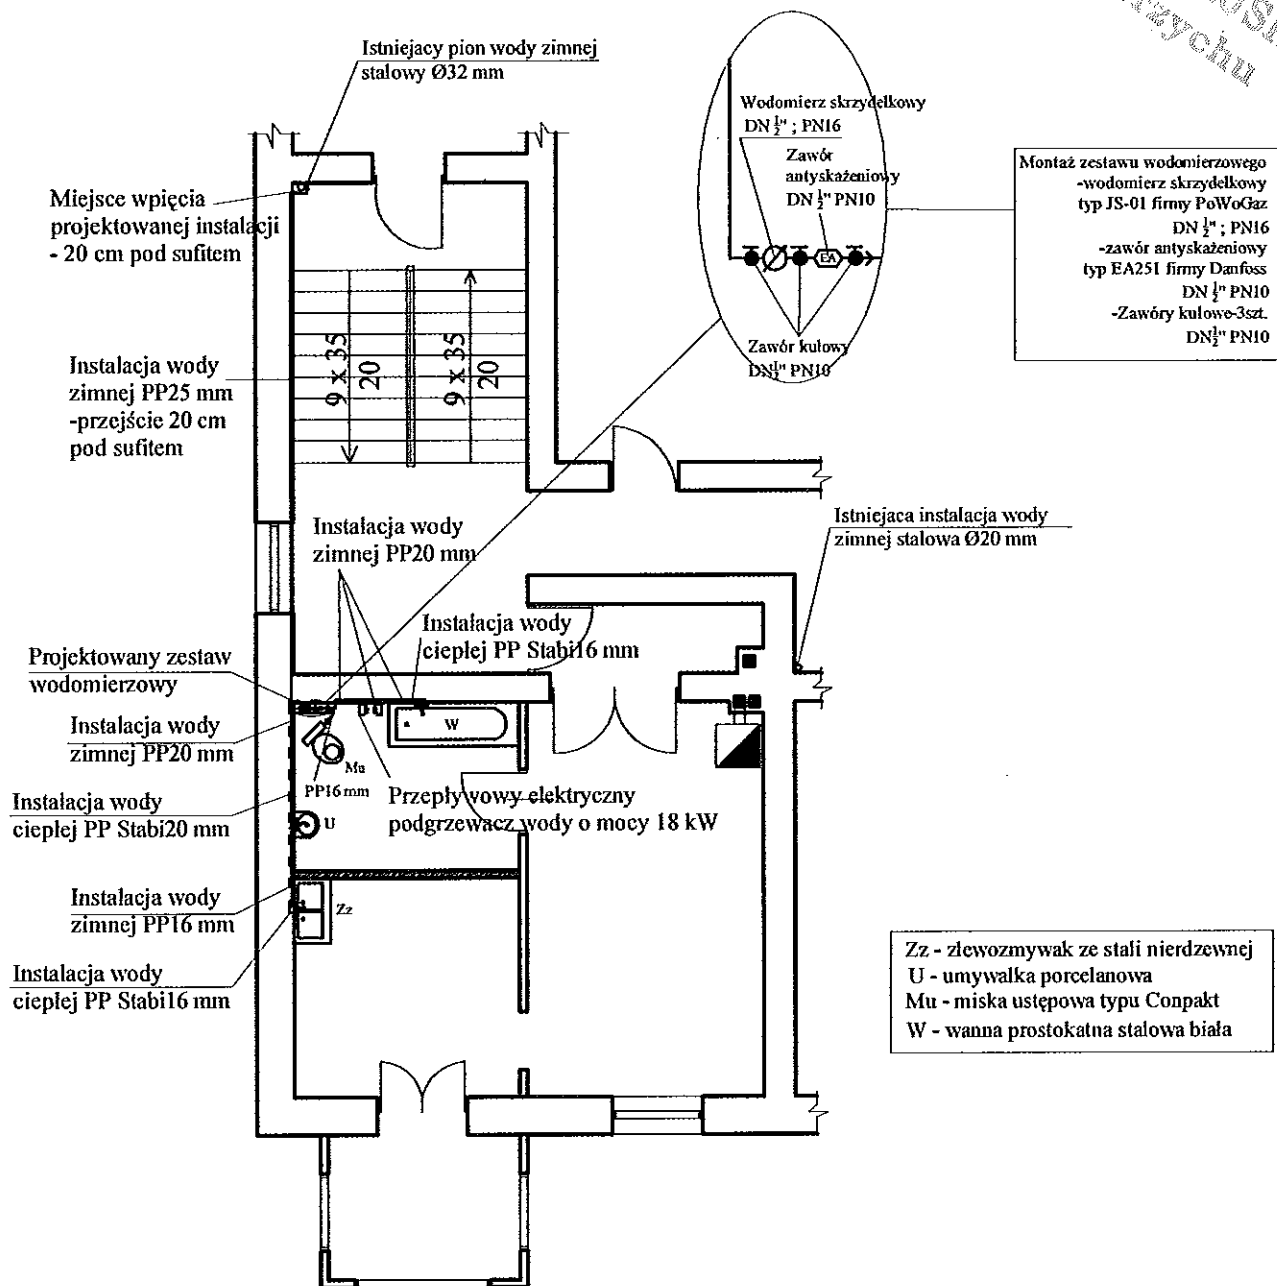 rzychu
Istniejacy pion wody zimnej
stalowy Ø32 mm
Miejsce wpięcia
projektowanej instalacji
- 20 cm pod sufitem
Wodomierz skrzydełkowy
DN ½" ; PN16
Zawór
antyskażeniowy
DN ½" PN10
EA
Zawór kulowy
DN½" PN10
Montaż zestawu wodomierzowego
-wodomierz skrzydełkowy
typ JS-01 firmy PoWoGaz
DN ½" ; PN16
-zawór antyskażeniowy
typ EA251 firmy Danfoss
DN ½" PN10
-Zawóry kulowe-3szt.
DN½" PN10
9 x 35
20
9 x 35
20
Instalacja wody
zimnej PP25 mm
-przejście 20 cm
pod sufitem
Instalacja wody
zimnej PP20 mm
Istniejaca instalacja wody
zimnej stalowa Ø20 mm
Instalacja wody
ciepłej PP Stabi16 mm
Projektowany zestaw
wodomierzowy
Instalacja wody
zimnej PP20 mm
W
Mu
PP16 mm
Przepływowy elektryczny
podgrzewacz wody o mocy 18 kW
Instalacja wody
ciepłej PP Stabi20 mm
U
Instalacja wody
zimnej PP16 mm
Zz
Instalacja wody
ciepłej PP Stabi16 mm
Zz - zlewozmywak ze stali nierdzewnej
U - umywalka porcelanowa
Mu - miska ustępowa typu Conpakt
W - wanna prostokatna stalowa biała